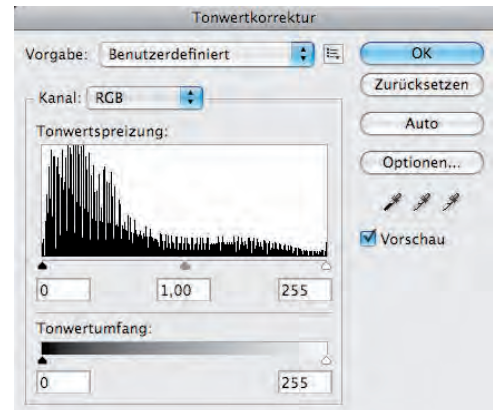 Tonwertkorrektur
Vorgabe: Benutzerdefiniert
OK
Kanal: RGB
Zurücksetzen
Tonwertspreizung:
Auto
Optionen...
Vorschau
0 1,00 255
Tonwertumfang:
0 255